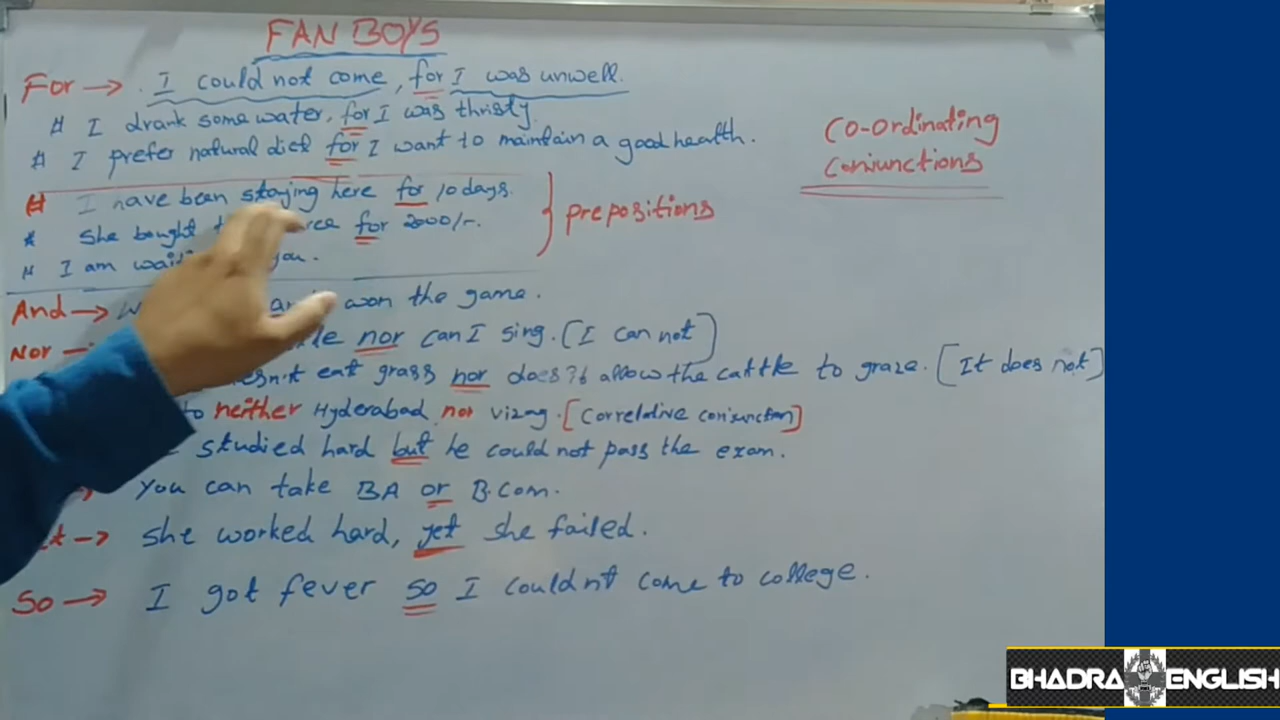 FAN BOYS
For → . I could not come, for I was unwell.
# I drank some water, for I was thristy
# I prefer natural diet for I want to maintain a good health.
Co-ordinating
Conjunctions
# I have been staying here for 10 days.
* She bought for 2000/-.
} prepositions
# I am you.
And → won the game.
Nor nor can I sing. (I can not)
eat grass nor does it allow the cattle to graze. [It does not]
to neither Hyderabad nor vizag. [Correlative conjunction]
studied hard but he could not pass the exam.
You can take BA or B.Com.
→ she worked hard, yet she failed.
So → I got fever so I couldn't come to college.
BHADRA ENGLISH